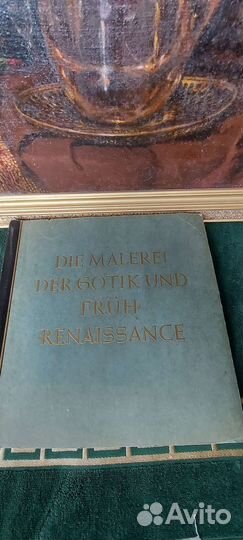 DIE MALEREI
DER GOTIK UND
FRÜH-
RENAISSANCE
Avito